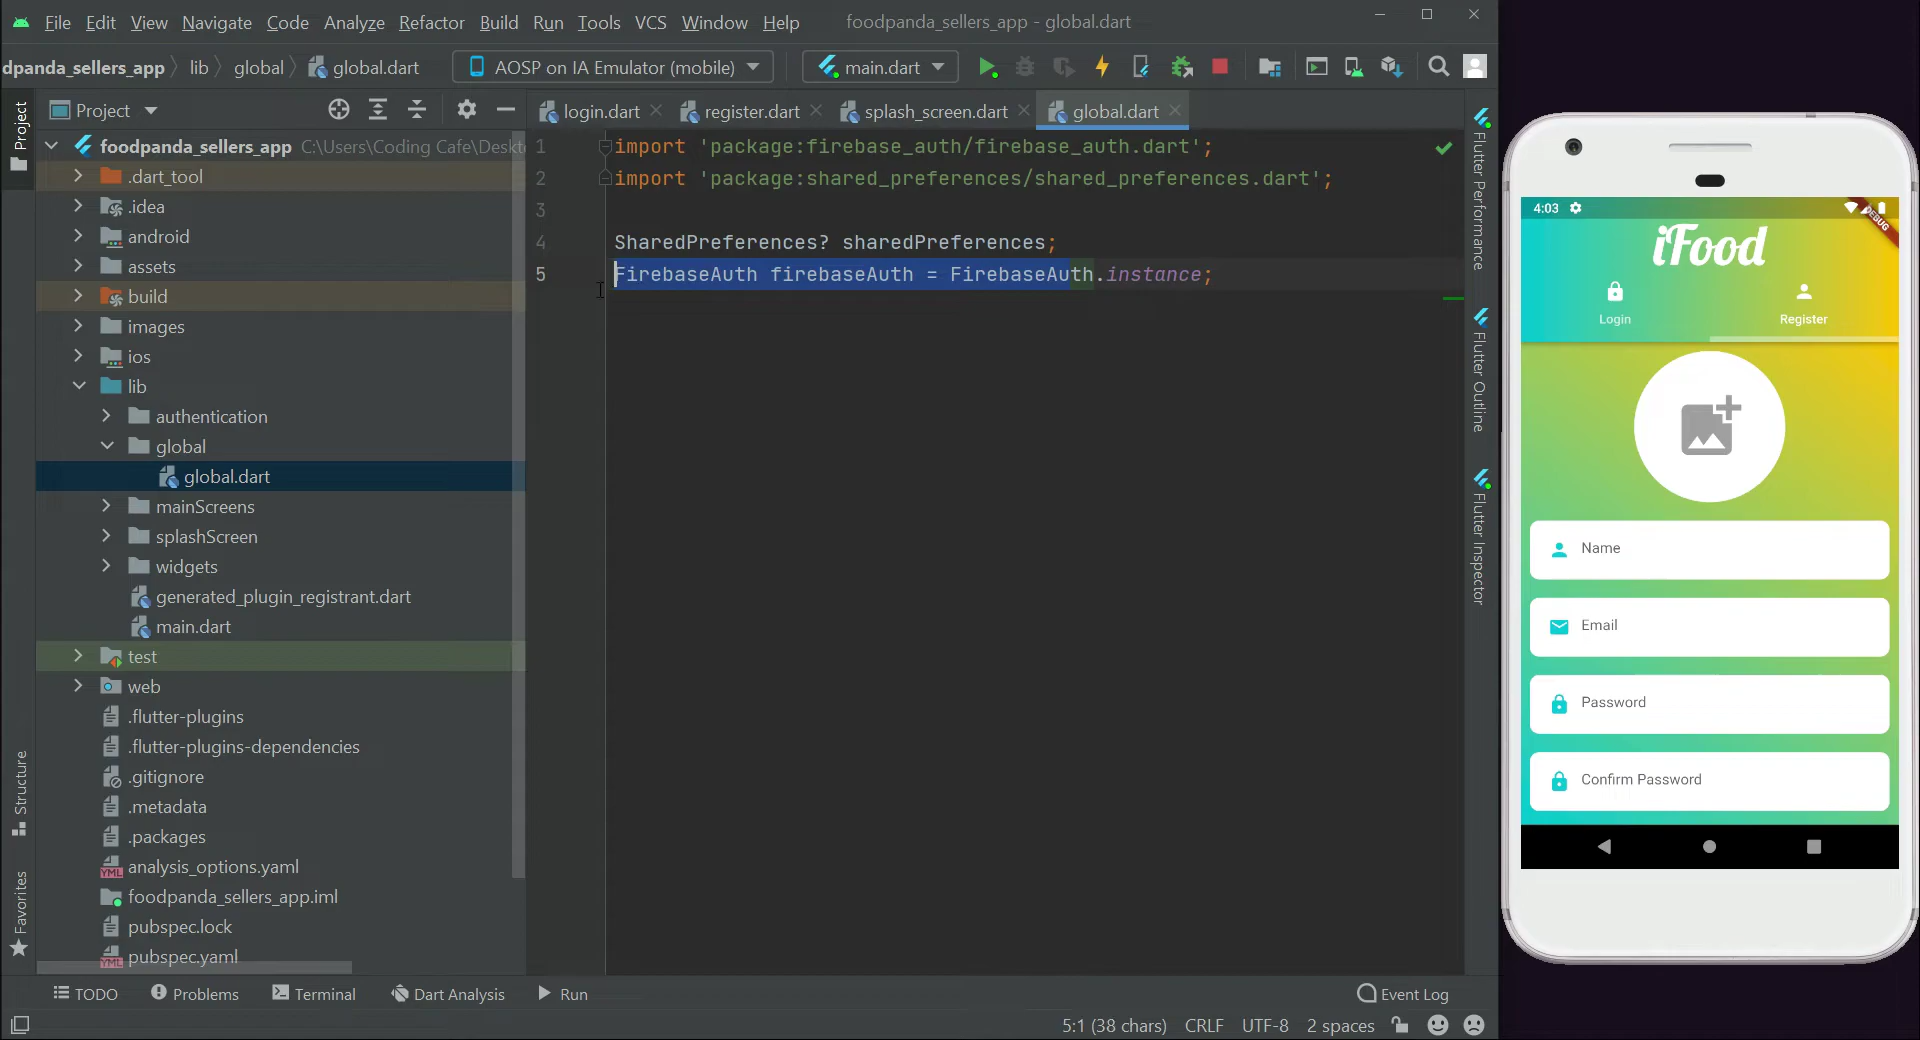 File Edit View Navigate Code Analyze Refactor Build Run Tools VCS Window Help foodpanda_sellers_app - global.dart
dpanda_sellers_app lib global global.dart AOSP on IA Emulator (mobile) main.dart
Project
Project
login.dart
register.dart
splash_screen.dart
global.dart
foodpanda_sellers_app C:\Users\Coding Cafe\Deskto
.dart_tool
.idea
android
assets
build
images
ios
lib
authentication
global
global.dart
mainScreens
splashScreen
widgets
generated_plugin_registrant.dart
main.dart
test
web
.flutter-plugins
.flutter-plugins-dependencies
.gitignore
.metadata
.packages
analysis_options.yaml
foodpanda_sellers_app.iml
pubspec.lock
pubspec.yaml
Structure
Favorites
1 import 'package:firebase_auth/firebase_auth.dart';
2 import 'package:shared_preferences/shared_preferences.dart';
3
4 SharedPreferences? sharedPreferences;
5 FirebaseAuth firebaseAuth = FirebaseAuth.instance;
Flutter Performance
Flutter Outline
Flutter Inspector
TODO Problems Terminal Dart Analysis Run Event Log
5:1 (38 chars) CRLF UTF-8 2 spaces
4:03
DEBUG
iFood
Login Register
Name
Email
Password
Confirm Password